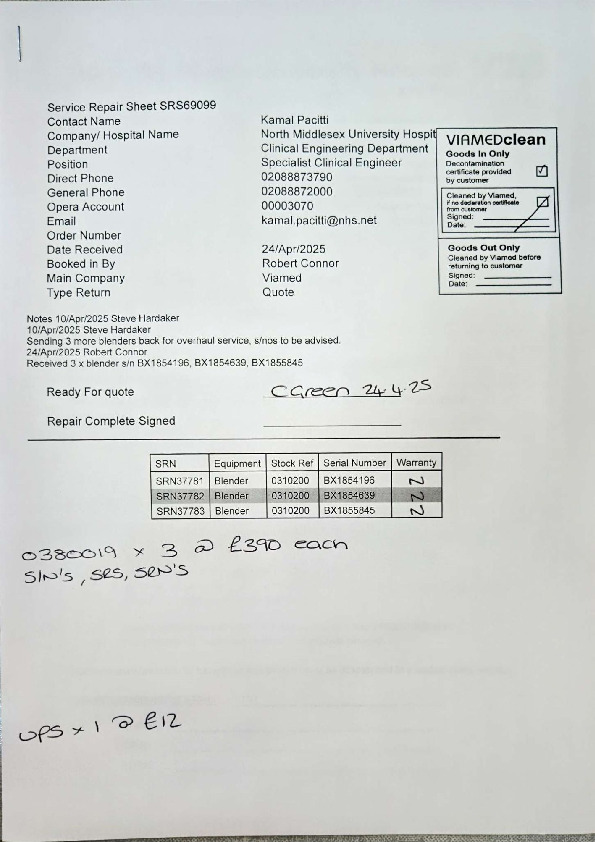 Service Repair Sheet SRS69099
Contact Name Kamal Pacitti
Company/ Hospital Name North Middlesex University Hospit
Department Clinical Engineering Department
Position Specialist Clinical Engineer
Direct Phone 02088873790
General Phone 02088872000
Opera Account 00003070
Email kamal.pacitti@nhs.net
Order Number
Date Received 24/Apr/2025
Booked in By Robert Connor
Main Company Viamed
Type Return Quote
VIAMEDclean
Goods In Only
Decontamination
certificate provided
by customer
Cleaned by Viamed,
if no declaration certificate
from customer
Signed:
Date:
Goods Out Only
Cleaned by Viamed before
returning to customer
Signed:
Date:
Notes 10/Apr/2025 Steve Hardaker
10/Apr/2025 Steve Hardaker
Sending 3 more blenders back for overhaul service, s/nos to be advised.
24/Apr/2025 Robert Connor
Received 3 x blender s/n BX1854196, BX1854639, BX1855845
Ready For quote C Green 24.4.25
Repair Complete Signed
SRN Equipment Stock Ref Serial Number Warranty
SRN37781 Blender 0310200 BX1854196 N
SRN37782 Blender 0310200 BX1854639 N
SRN37783 Blender 0310200 BX1855845 N
0380019 x 3 @ £390 each
S/N's, SRS, SRN'S
UPS x 1 @ £12